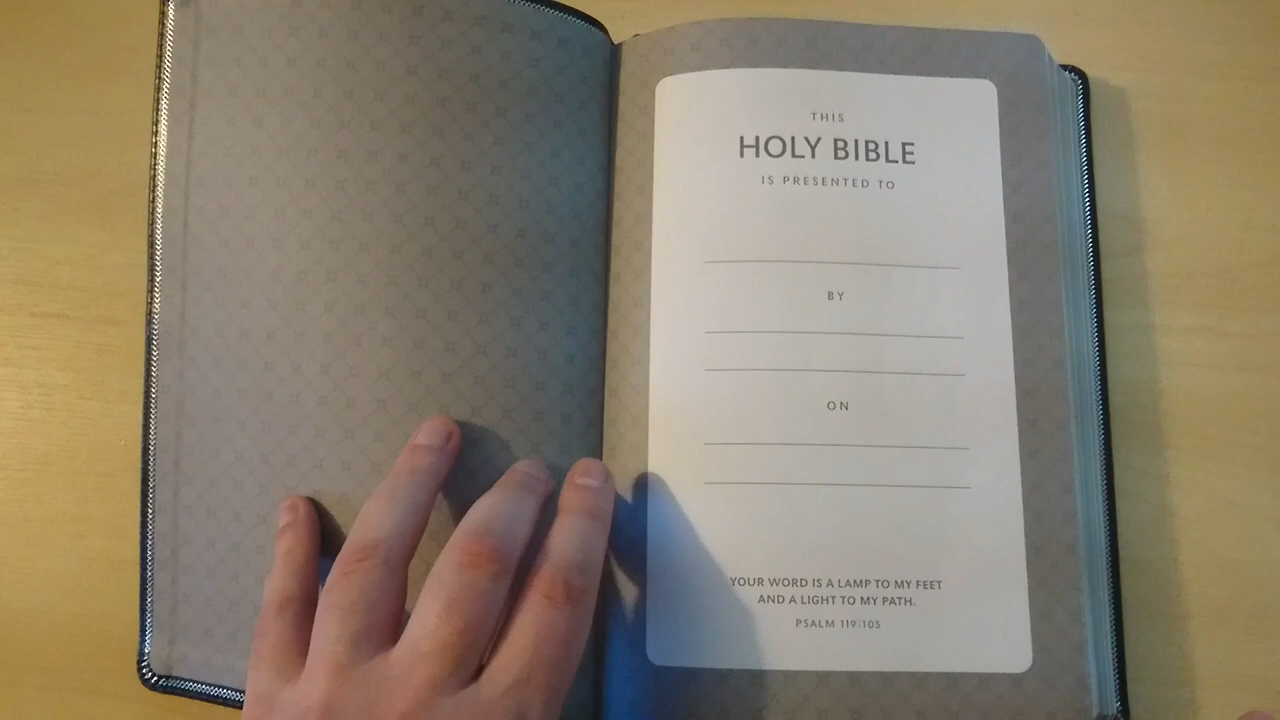 THIS
HOLY BIBLE
IS PRESENTED TO
BY
ON
YOUR WORD IS A LAMP TO MY FEET
AND A LIGHT TO MY PATH.
PSALM 119:105